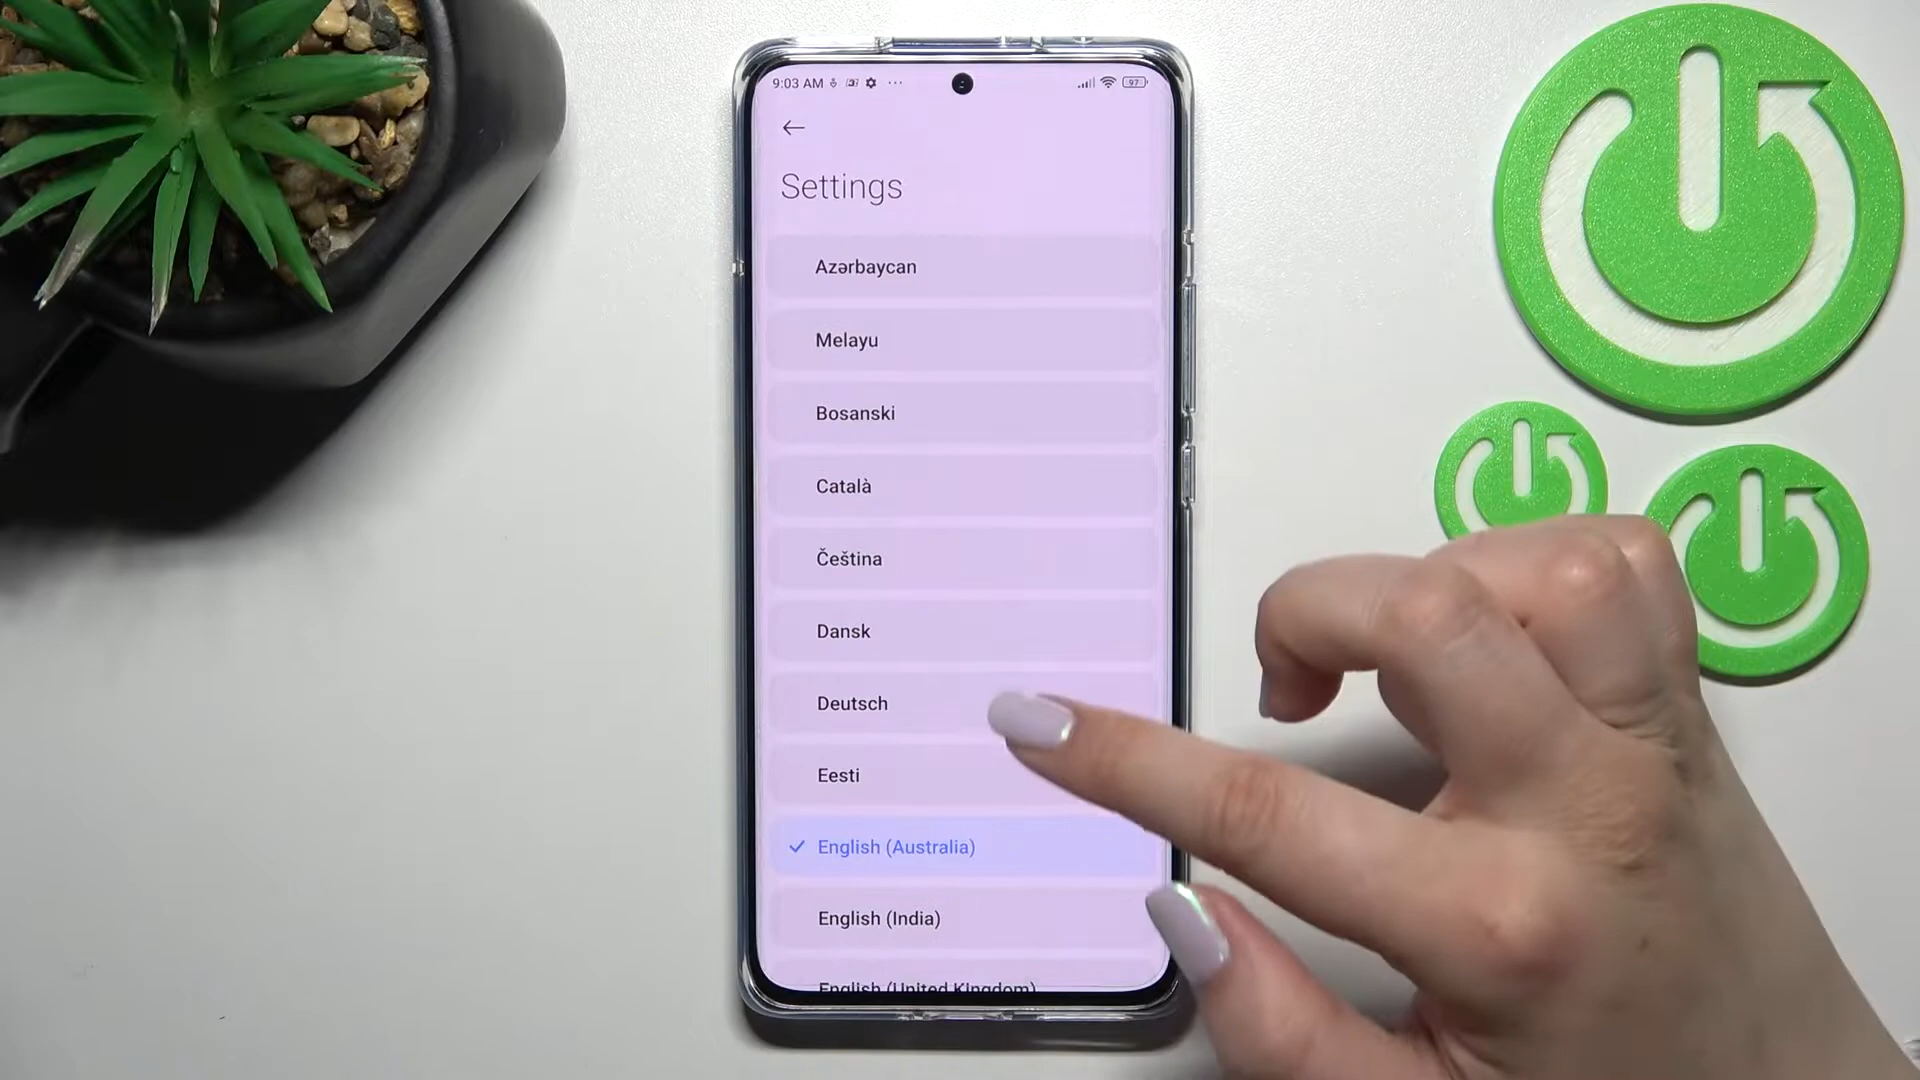 9:03 AM
97
Settings
Azərbaycan
Melayu
Bosanski
Català
Čeština
Dansk
Deutsch
Eesti
English (Australia)
English (India)
English (United Kingdom)